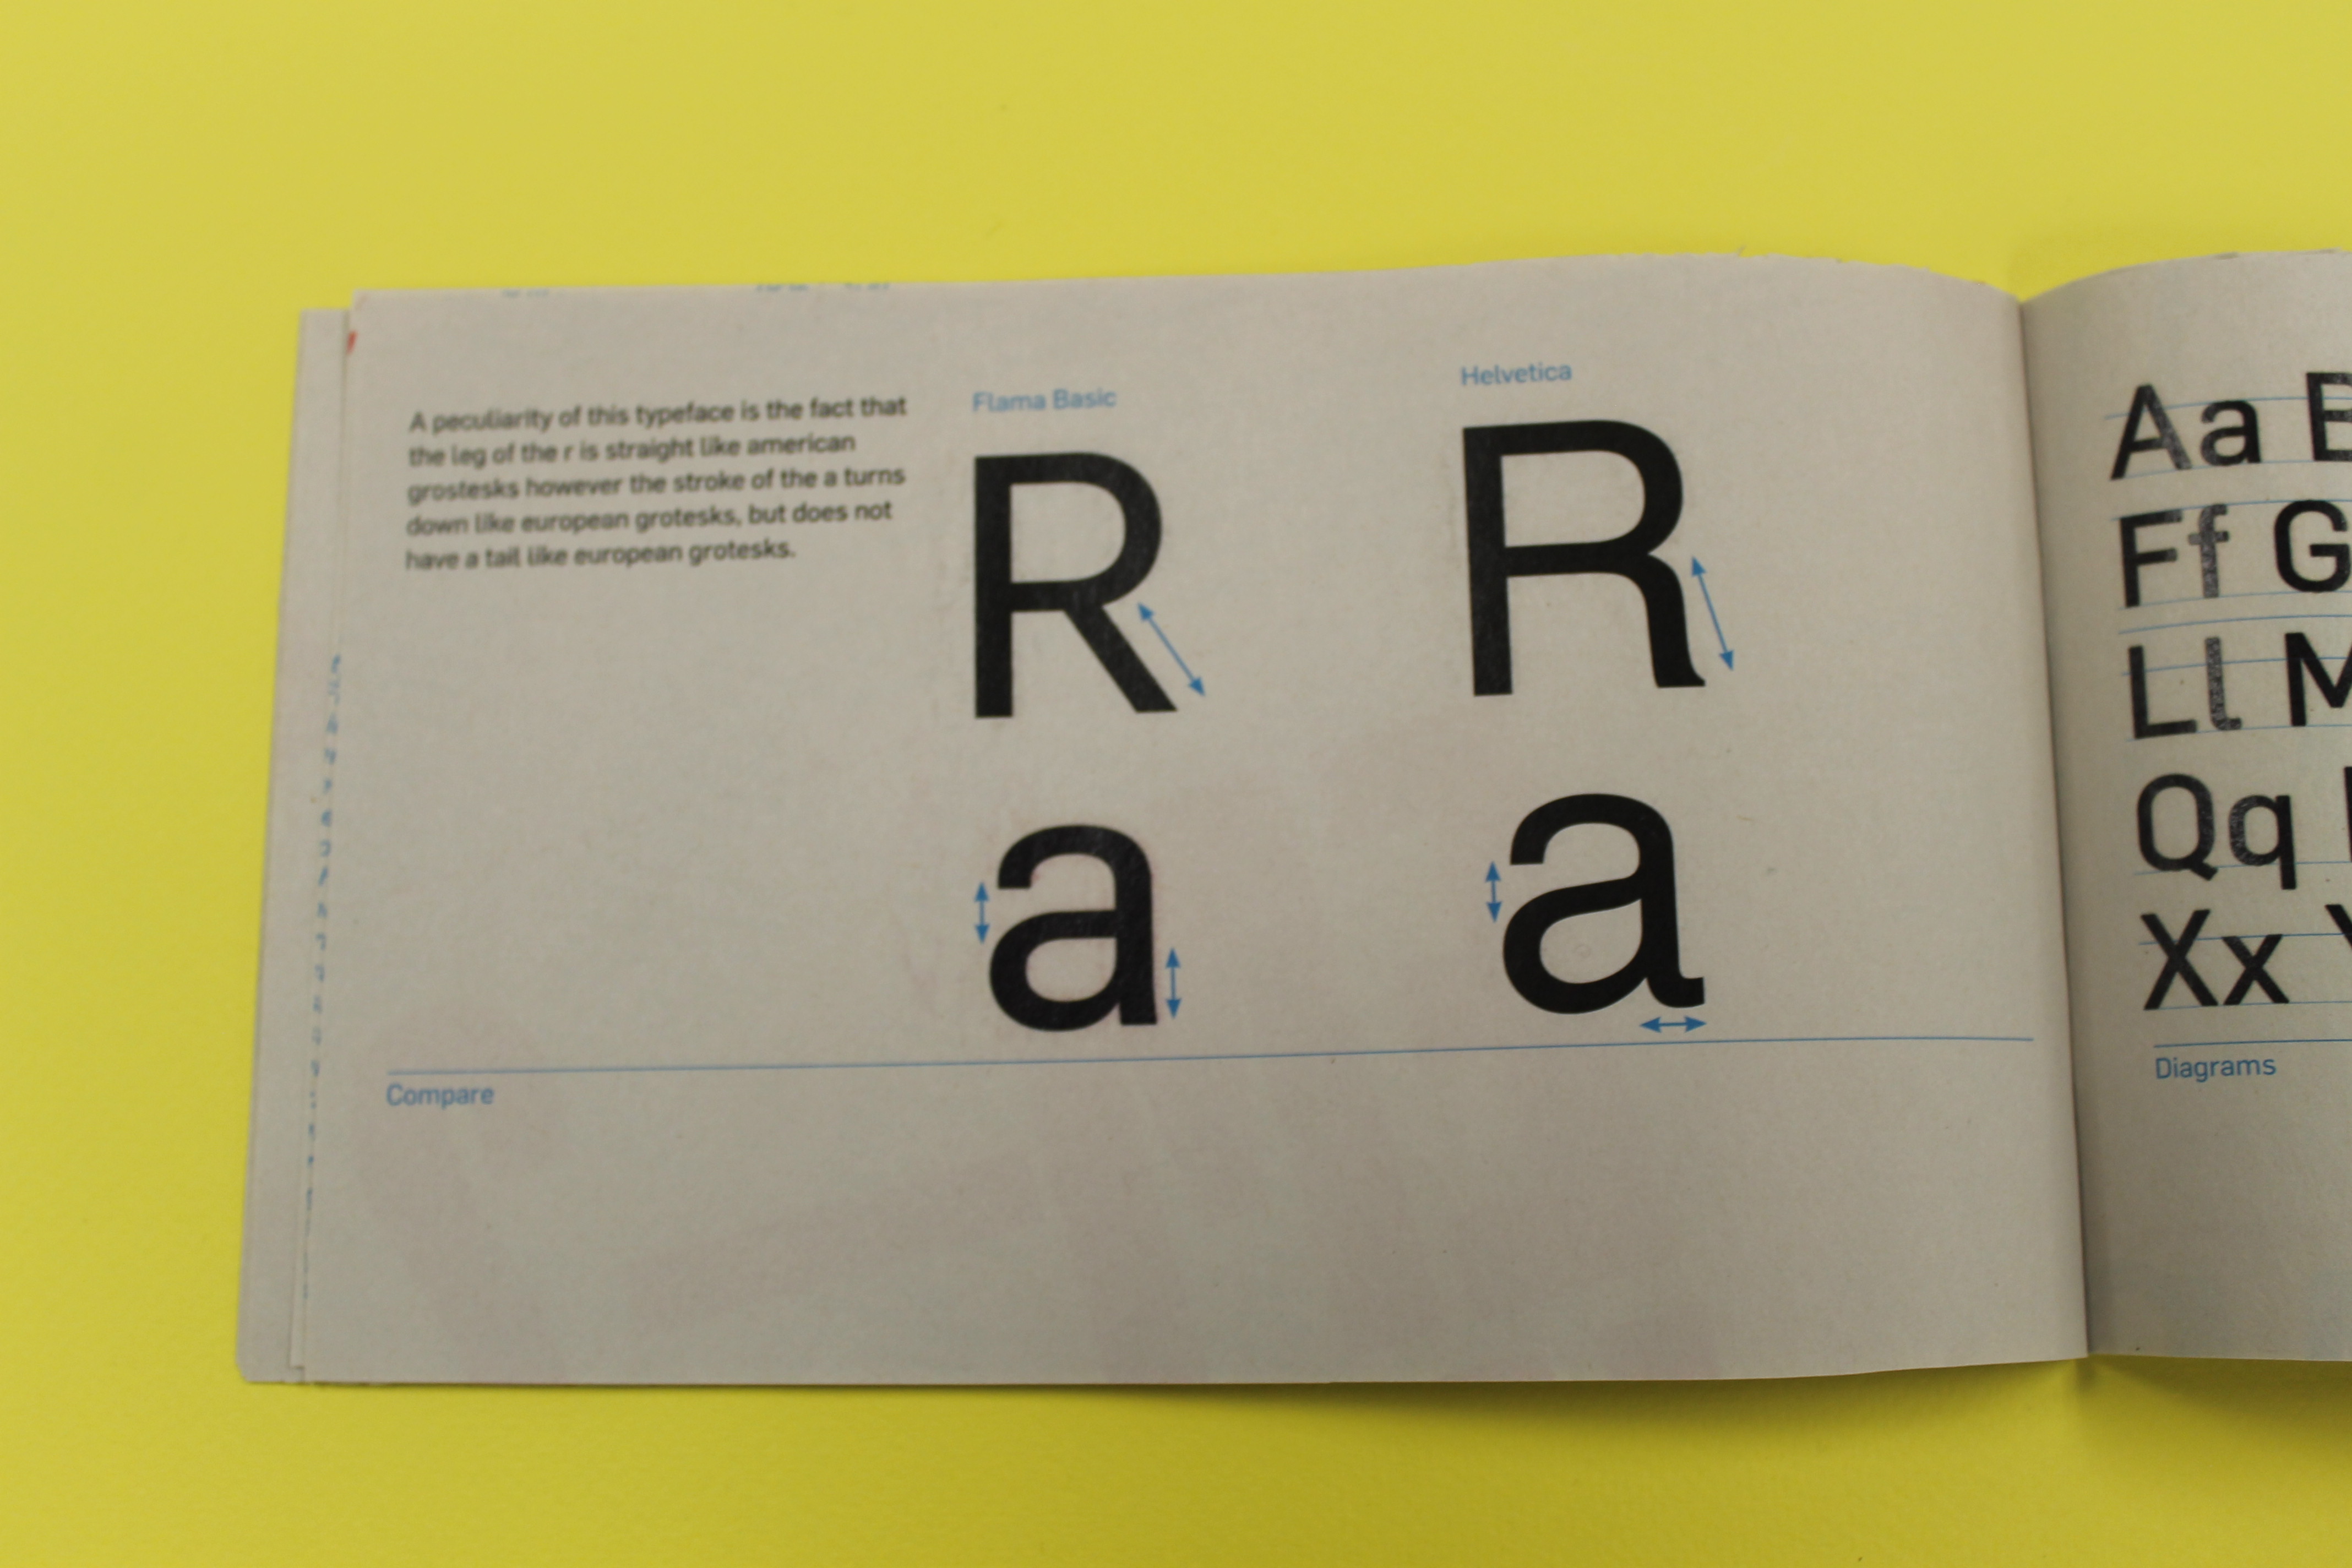 A peculiarity of this typeface is the fact that
the leg of the r is straight like american
grostesks however the stroke of the a turns
down like european grotesks, but does not
have a tail like european grotesks.
Flama Basic
R
a
Helvetica
R
a
Compare
Aa
Ff G
Ll M
Qq
Xx
Diagrams